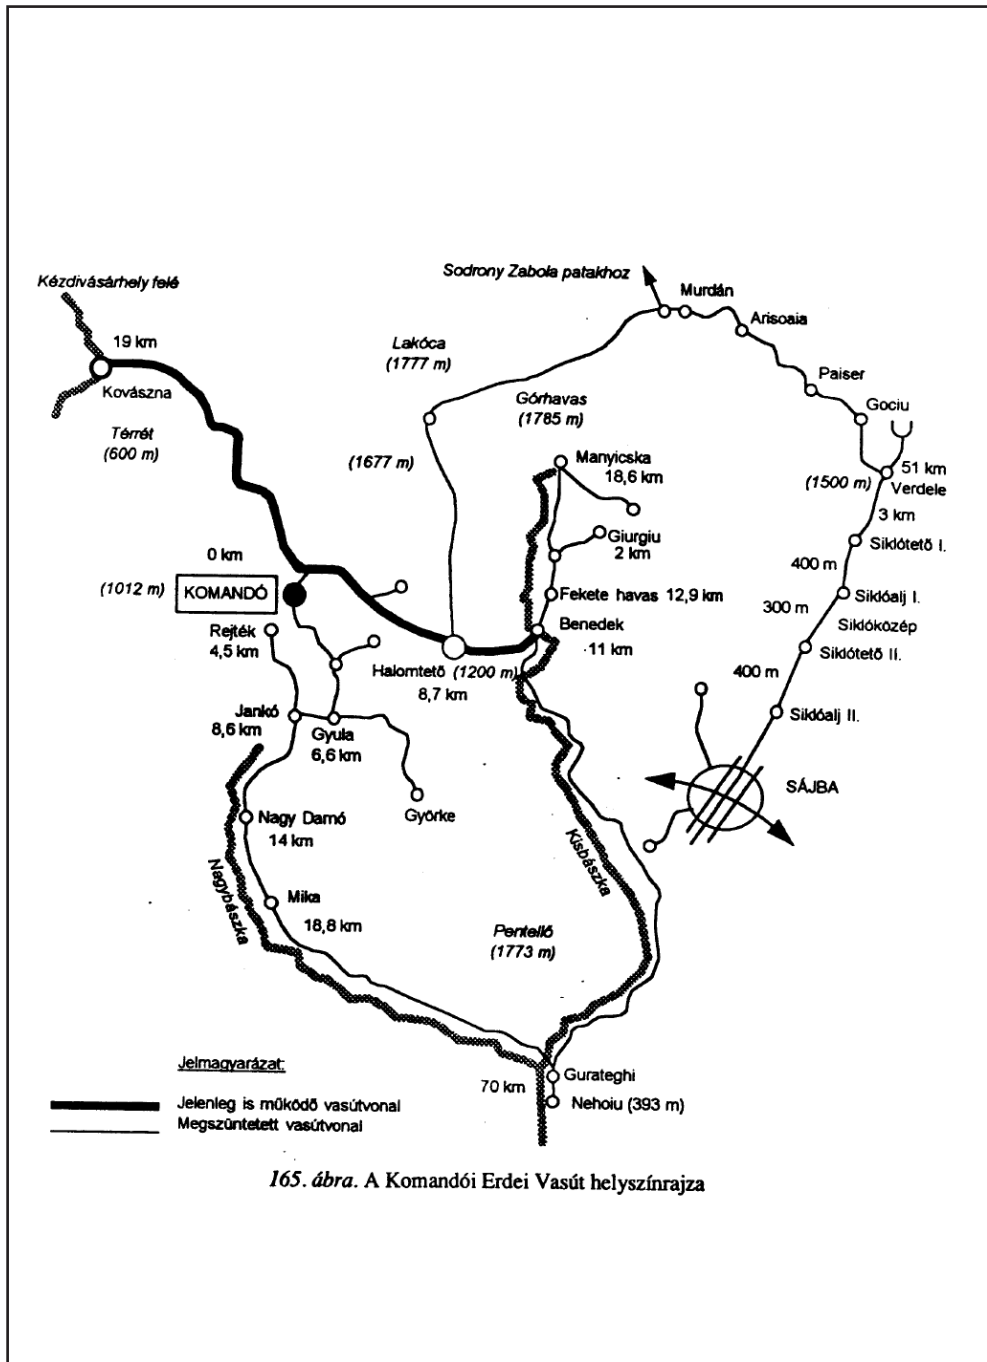 Sodrony Zabola patakhoz
Kézdivásárhely felé
Murdán
Arisoaia
19 km
Lakóca
(1777 m)
Kovászna
Paiser
Górhavas
(1785 m)
Gociu
Térrét
(600 m)
(1677 m)
Manyicska
18,6 km
51 km
(1500 m)
Verdele
3 km
Giurgiu
2 km
Siklótető I.
0 km
400 m
(1012 m)
KOMANDÓ
Fekete havas 12,9 km
Siklóalj I.
300 m
Siklóközép
Rejték
4,5 km
Benedek
11 km
Siklótető II.
Halomtető (1200 m)
8,7 km
400 m
Jankó
8,6 km
Gyula
6,6 km
Siklóalj II.
SÁJBA
Györke
Nagy Damó
14 km
Kisbászka
Nagybászka
Mika
18,8 km
Pentelló
(1773 m)
Jelmagyarázat:
70 km
Gurateghi
Nehoiu (393 m)
Jelenleg is működő vasútvonal
Megszűntetett vasútvonal
165. ábra. A Komandói Erdei Vasút helyszínrajza